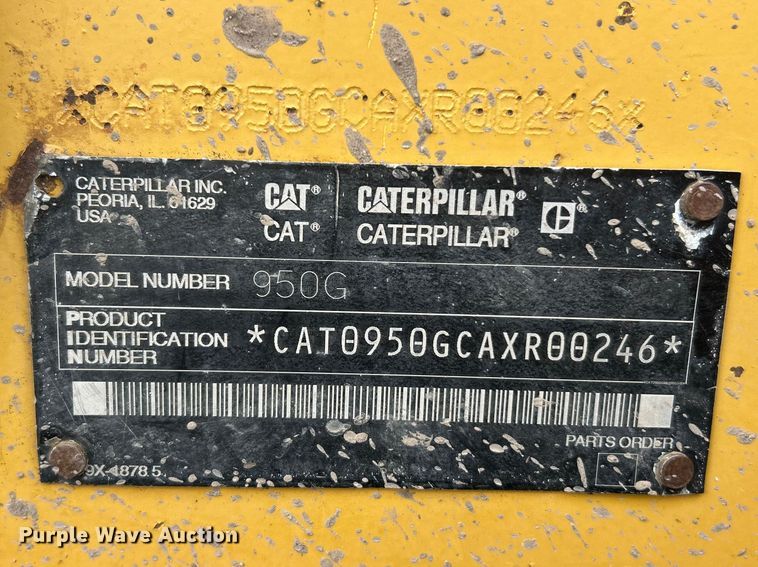 *CAT0950GCAXR00246*
CATERPILLAR INC.
PEORIA, IL 61629
USA
CAT®
CAT®
CATERPILLAR®
CATERPILLAR®
MODEL NUMBER 950G
PRODUCT
IDENTIFICATION
NUMBER
*CAT0950GCAXR00246*
PARTS ORDER
9X-1878 5
Purple Wave Auction